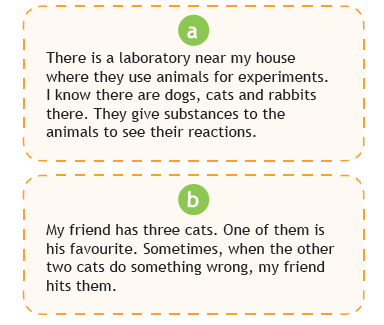 a
There is a laboratory near my house
where they use animals for experiments.
I know there are dogs, cats and rabbits
there. They give substances to the
animals to see their reactions.
b
My friend has three cats. One of them is
his favourite. Sometimes, when the other
two cats do something wrong, my friend
hits them.